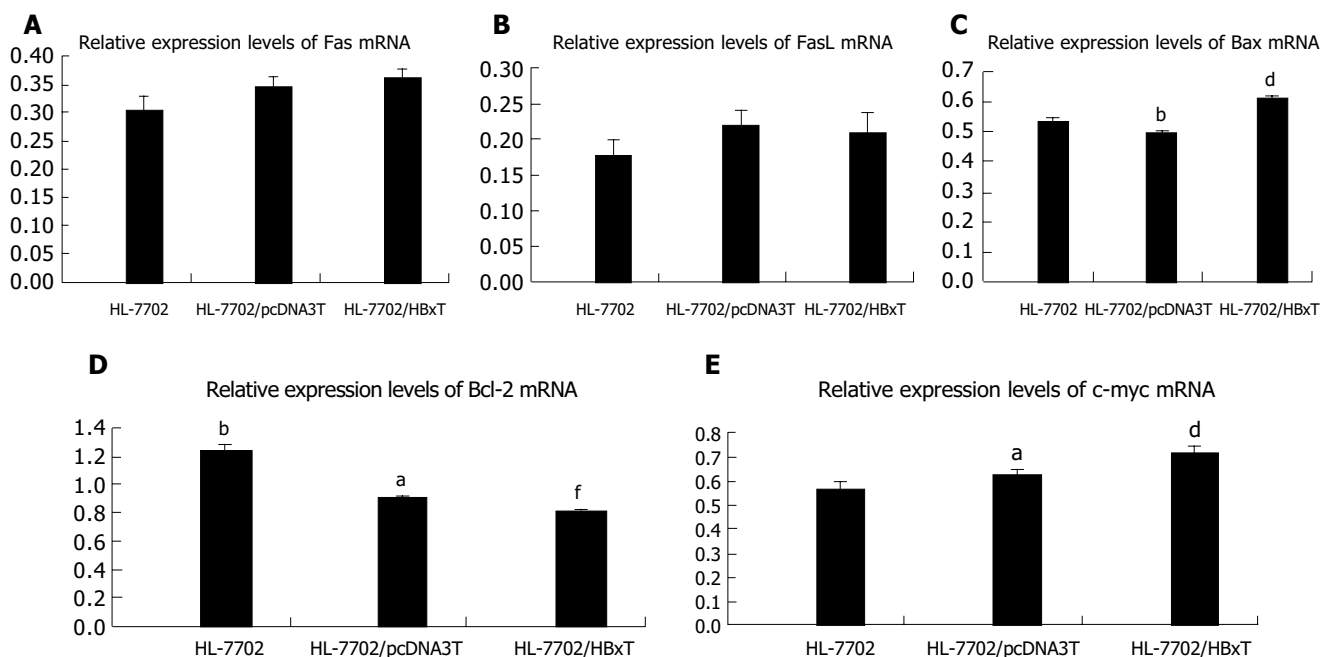 A
Relative expression levels of Fas mRNA
0.40
0.35
0.30
0.25
0.20
0.15
0.10
0.05
0.00
HL-7702 HL-7702/pcDNA3T HL-7702/HBxT
B
Relative expression levels of FasL mRNA
0.30
0.25
0.20
0.15
0.10
0.05
0.00
HL-7702 HL-7702/pcDNA3T HL-7702/HBxT
C
Relative expression levels of Bax mRNA
0.7
0.6
0.5
0.4
0.3
0.2
0.1
0.0
b
d
HL-7702 HL-7702/pcDNA3T HL-7702/HBxT
D
Relative expression levels of Bcl-2 mRNA
1.4
1.2
1.0
0.8
0.6
0.4
0.2
0.0
b
a
f
HL-7702 HL-7702/pcDNA3T HL-7702/HBxT
E
Relative expression levels of c-myc mRNA
0.8
0.7
0.6
0.5
0.4
0.3
0.2
0.1
0.0
a
d
HL-7702 HL-7702/pcDNA3T HL-7702/HBxT